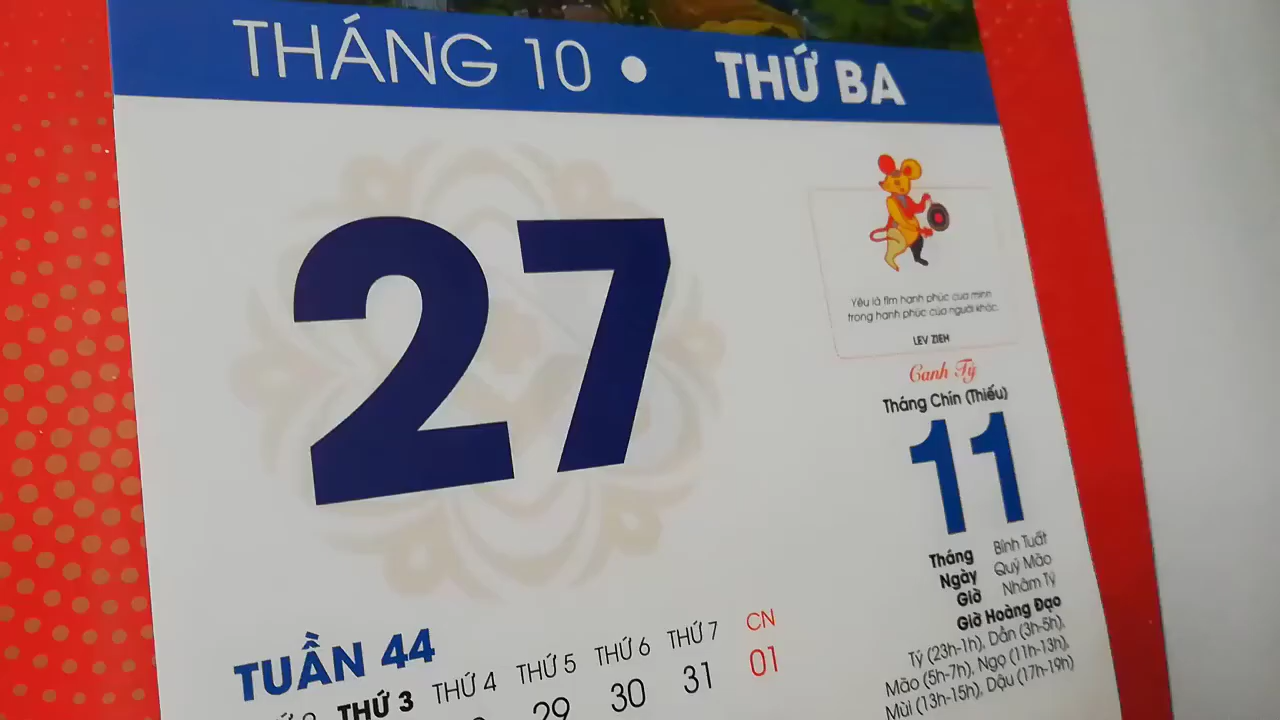 THÁNG 10 • THỨ BA
27
Yêu là tìm hạnh phúc của mình
trong hạnh phúc của người khác.
LEV ZIEH
Canh Tý
Tháng Chín (Thiếu)
11
Tháng Bính Tuất
Ngày Quý Mão
Giờ Nhâm Tý
Giờ Hoàng Đạo
Tý (23h-1h), Dần (3h-5h),
Mão (5h-7h), Ngọ (11h-13h),
Mùi (13h-15h), Dậu (17h-19h)
TUẦN 44
THỨ 3 THỨ 4 THỨ 5 THỨ 6 THỨ 7 CN
29 30 31 01